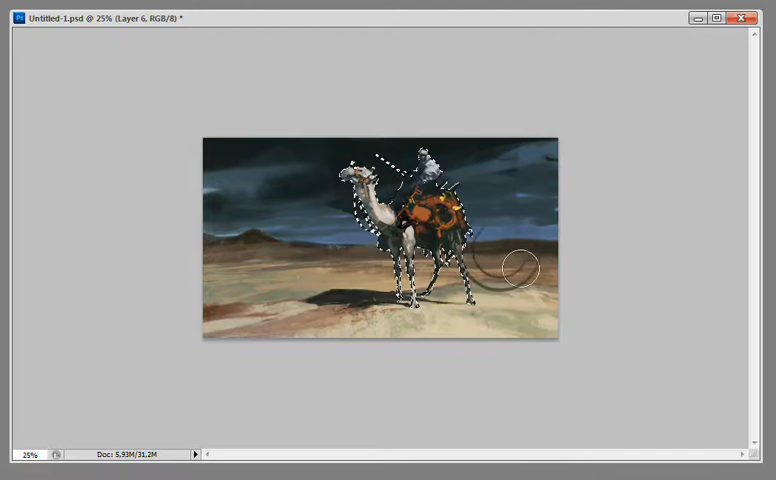 Ps Untitled-1.psd @ 25% (Layer 6, RGB/8) *
25% Doc: 5,93M/31,2M